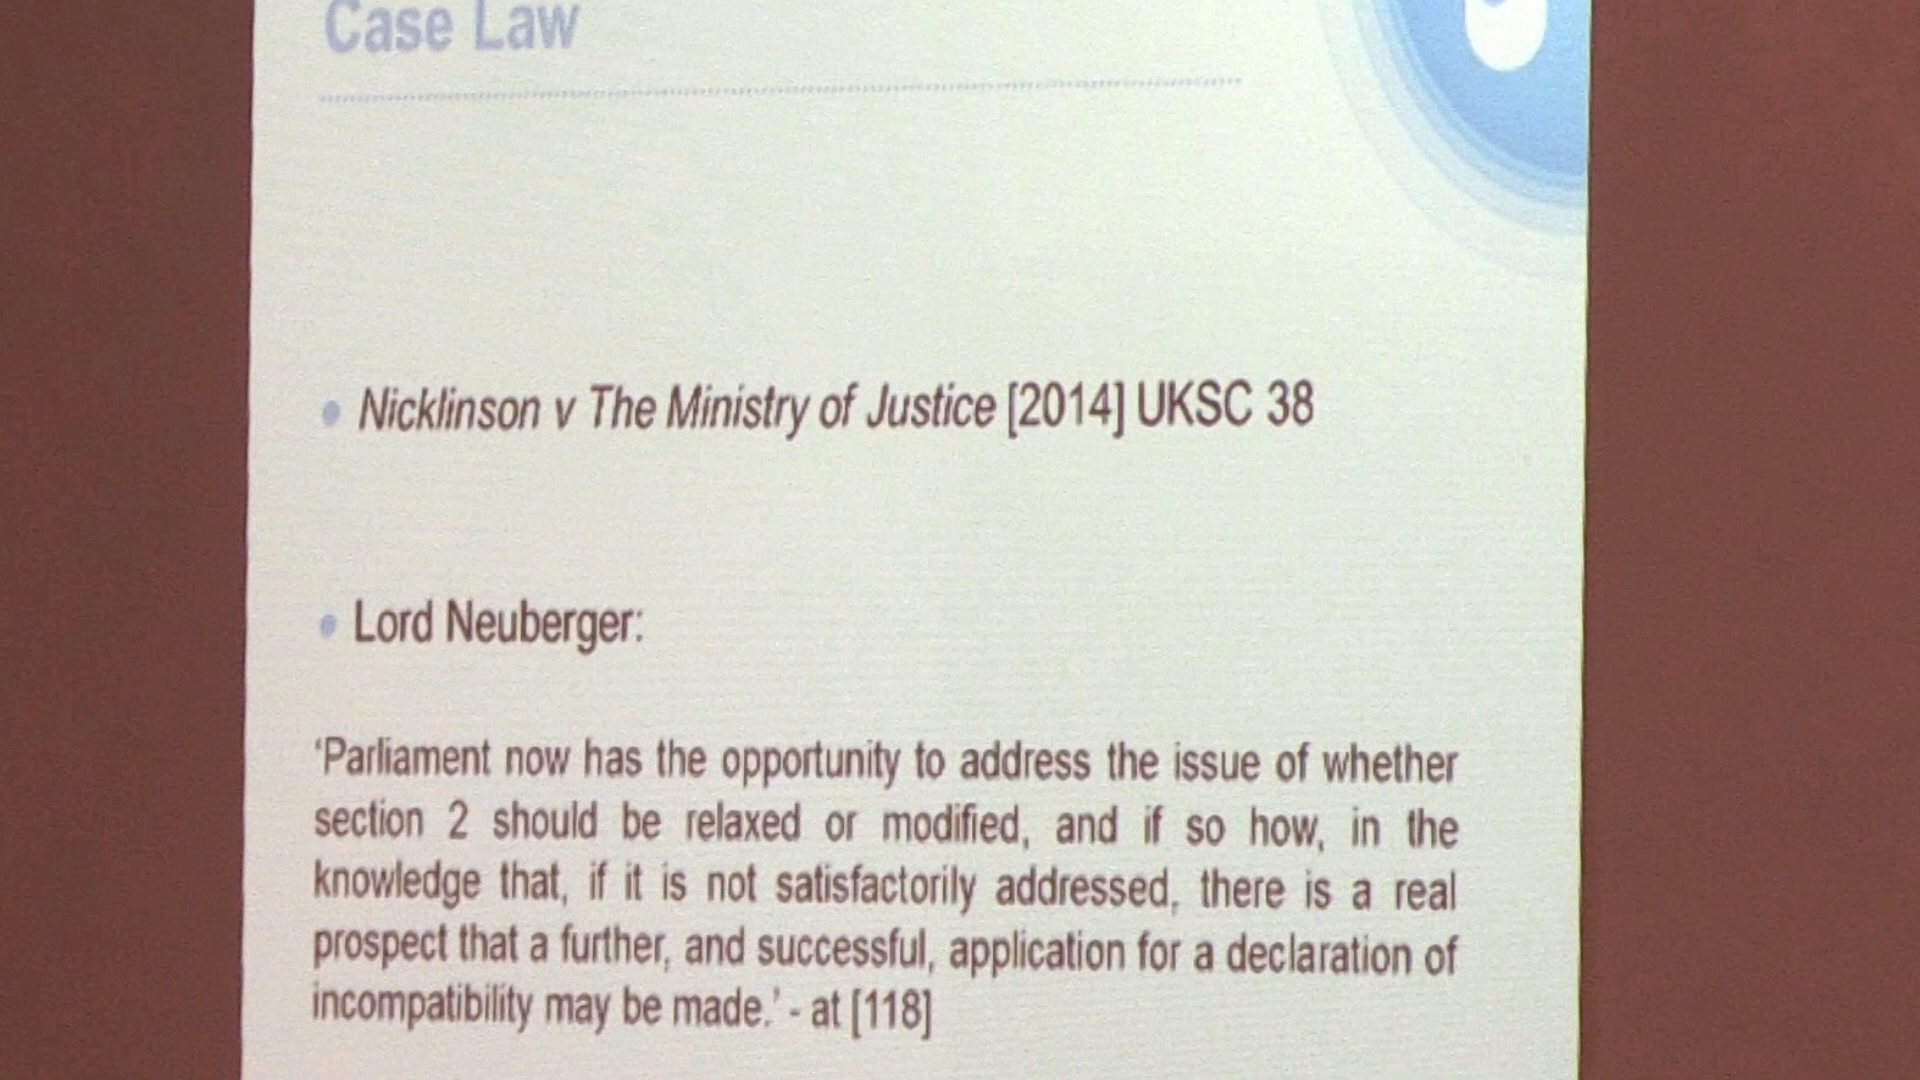 Case Law
Nicklinson v The Ministry of Justice [2014] UKSC 38
Lord Neuberger:
‘Parliament now has the opportunity to address the issue of whether
section 2 should be relaxed or modified, and if so how, in the
knowledge that, if it is not satisfactorily addressed, there is a real
prospect that a further, and successful, application for a declaration of
incompatibility may be made.’ - at [118]